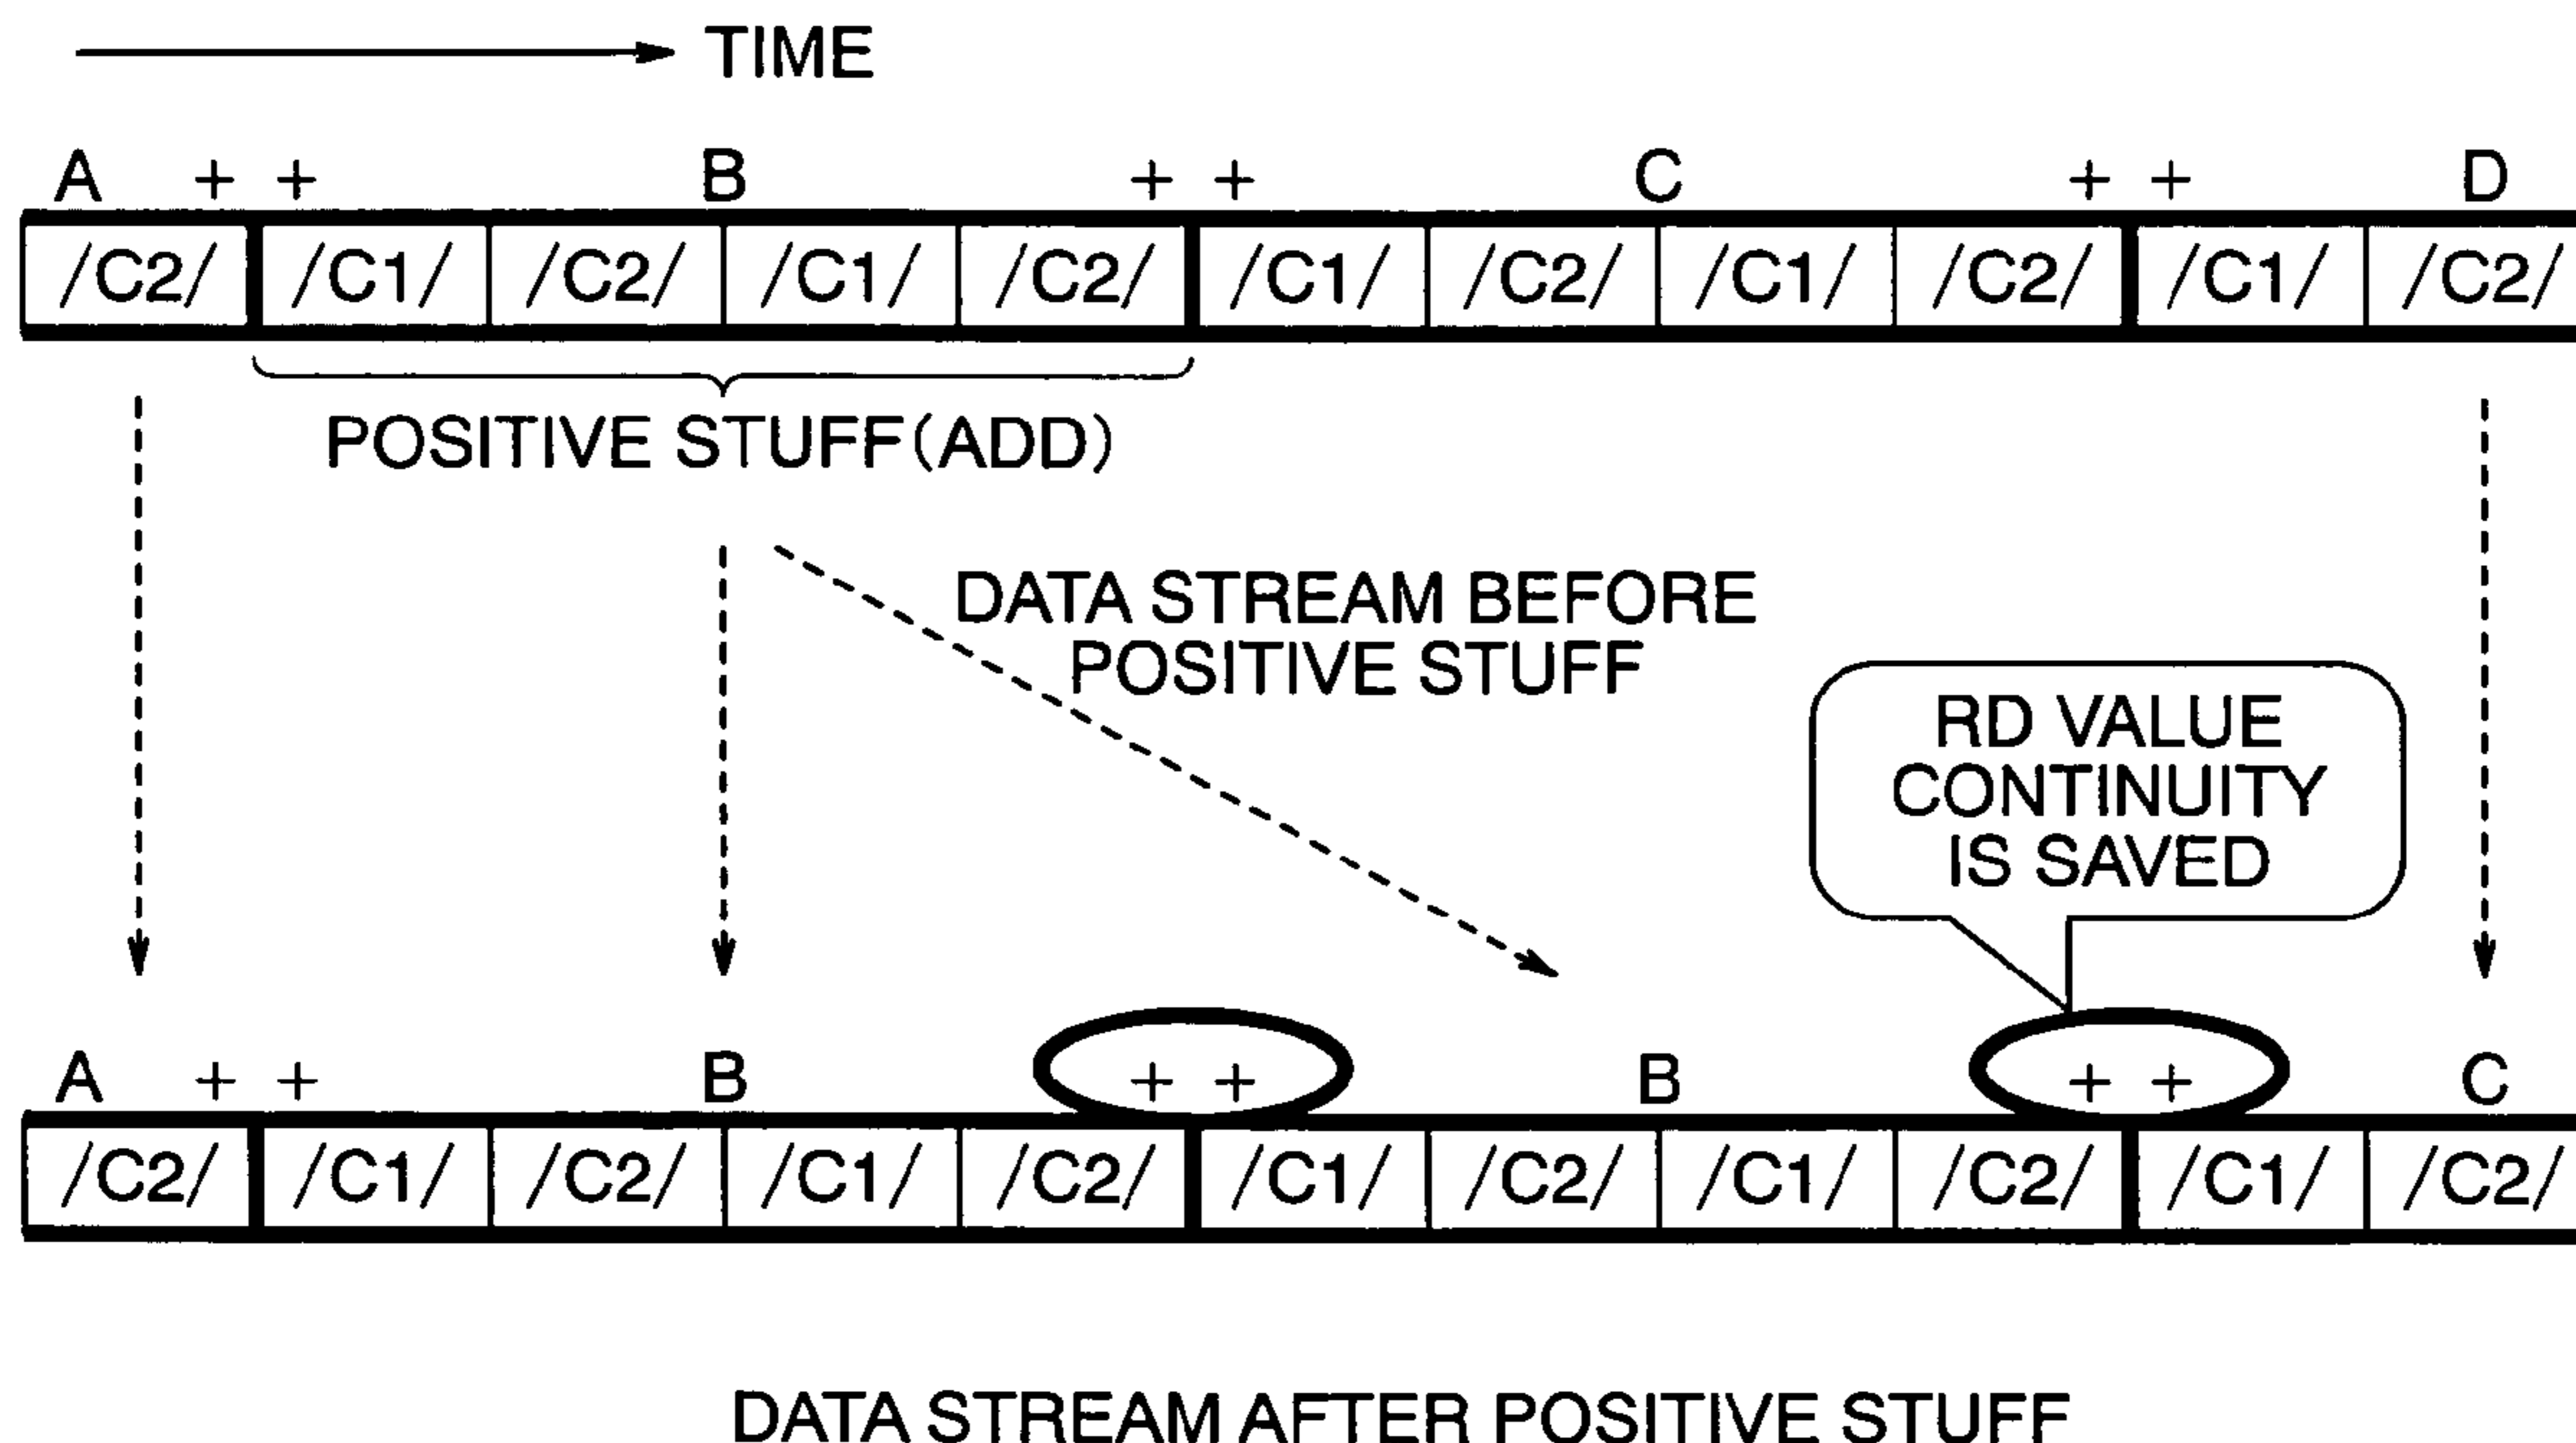 TIME
A + + B + + C + + D
/C2/ /C1/ /C2/ /C1/ /C2/ /C1/ /C2/ /C1/ /C2/ /C1/ /C2/
POSITIVE STUFF(ADD)
DATA STREAM BEFORE
POSITIVE STUFF
RD VALUE
CONTINUITY
IS SAVED
A + + B + + B + + C
/C2/ /C1/ /C2/ /C1/ /C2/ /C1/ /C2/ /C1/ /C2/ /C1/ /C2/
DATA STREAM AFTER POSITIVE STUFF